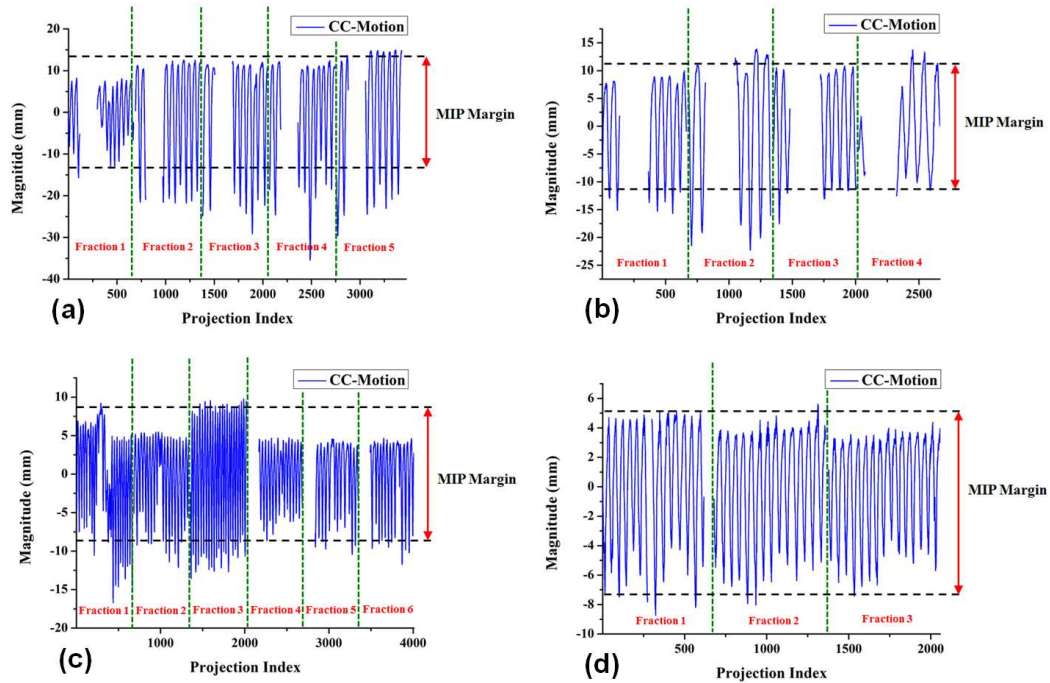 CC-Motion
20
10
0
-10
-20
-30
-40
Magnitide (mm)
MIP Margin
Fraction 1 Fraction 2 Fraction 3 Fraction 4 Fraction 5
500 1000 1500 2000 2500 3000
Projection Index
(a)
CC-Motion
15
10
5
0
-5
-10
-15
-20
-25
Magnitude (mm)
MIP Margin
Fraction 1 Fraction 2 Fraction 3 Fraction 4
500 1000 1500 2000 2500
Projection Index
(b)
CC-Motion
10
5
0
-5
-10
-15
-20
Magnitude (mm)
MIP Margin
Fraction 1 Fraction 2 Fraction 3 Fraction 4 Fraction 5 Fraction 6
0 1000 2000 3000 4000
Projection Index
(c)
CC-Motion
8
6
4
2
0
-2
-4
-6
-8
-10
Magnitude (mm)
MIP Margin
Fraction 1 Fraction 2 Fraction 3
500 1000 1500 2000
Projection Index
(d)